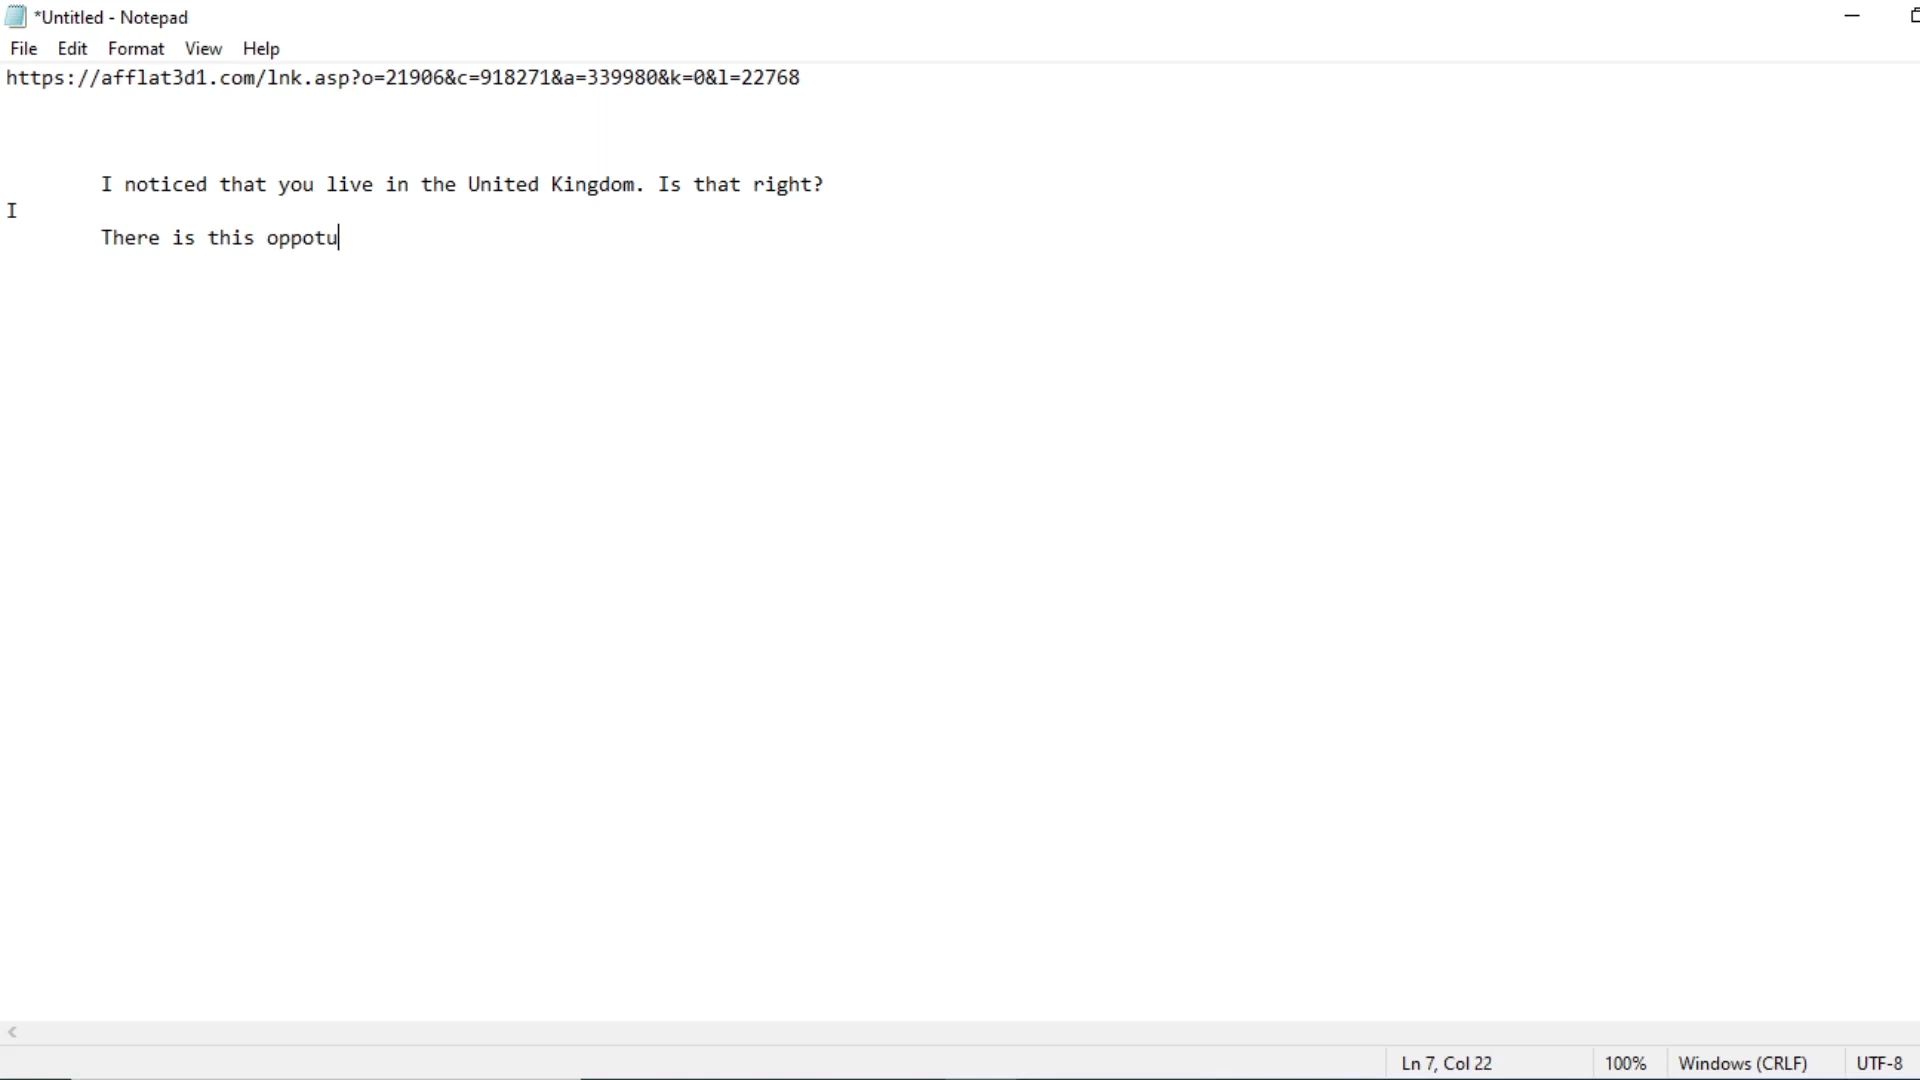 *Untitled - Notepad
File Edit Format View Help
https://afflat3d1.com/lnk.asp?o=21906&c=918271&a=339980&k=0&l=22768
I noticed that you live in the United Kingdom. Is that right?
There is this oppotu
Ln 7, Col 22 100% Windows (CRLF) UTF-8